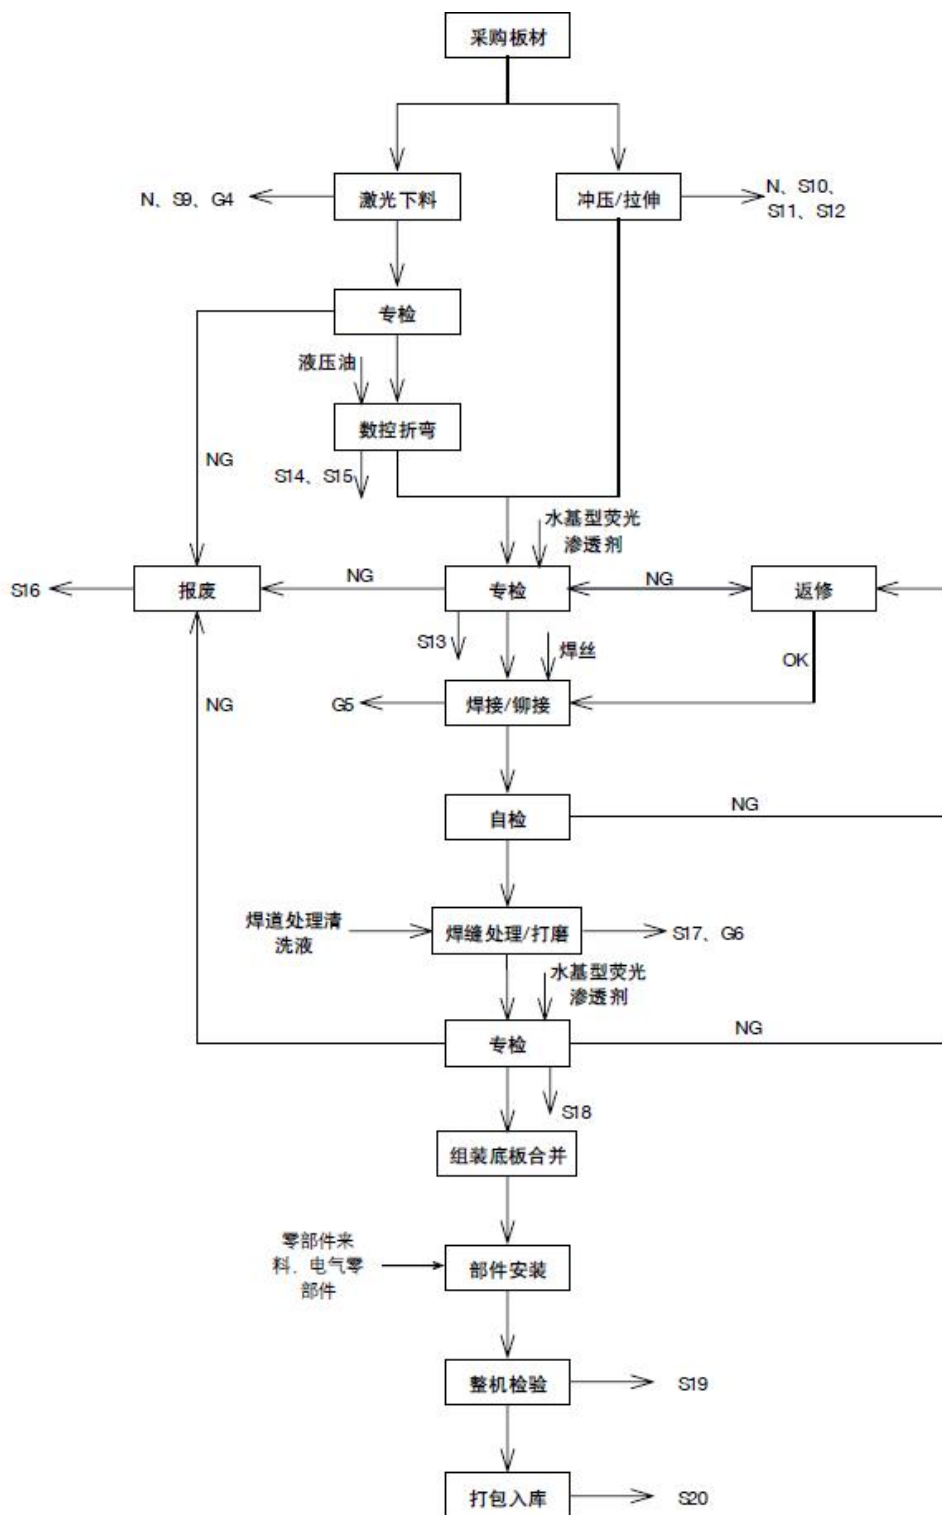 采购板材
N、S9、G4
激光下料
冲压/拉伸
N、S10、
S11、S12
专检
液压油
数控折弯
NG
S14、S15
水基型荧光
渗透剂
S16
报废
NG
专检
NG
返修
S13
焊丝
OK
NG
G5
焊接/铆接
自检
NG
焊道处理清
洗液
焊缝处理/打磨
S17、G6
水基型荧光
渗透剂
专检
NG
S18
组装底板合并
零部件来
料、电气零
部件
部件安装
整机检验
S19
打包入库
S20